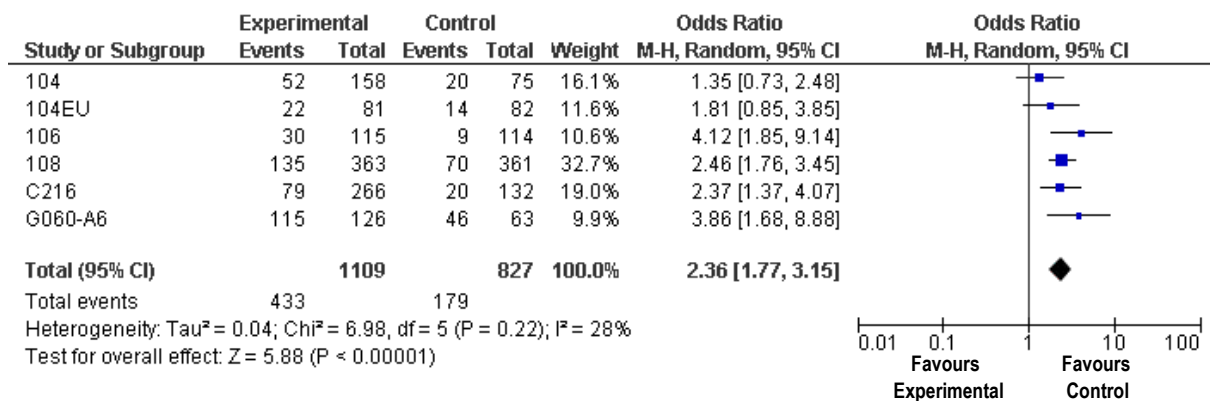 Experimental Control Odds Ratio Odds Ratio
Study or Subgroup Events Total Events Total Weight M-H, Random, 95% CI M-H, Random, 95% CI
104 52 158 20 75 16.1% 1.35 [0.73, 2.48]
104EU 22 81 14 82 11.6% 1.81 [0.85, 3.85]
106 30 115 9 114 10.6% 4.12 [1.85, 9.14]
108 135 363 70 361 32.7% 2.46 [1.76, 3.45]
C216 79 266 20 132 19.0% 2.37 [1.37, 4.07]
G060-A6 115 126 46 63 9.9% 3.86 [1.68, 8.88]
Total (95% CI) 1109 827 100.0% 2.36 [1.77, 3.15]
Total events 433 179
Heterogeneity: Tau² = 0.04; Chi² = 6.98, df = 5 (P = 0.22); I² = 28%
Test for overall effect: Z = 5.88 (P < 0.00001)
0.01 0.1 1 10 100
Favours Favours
Experimental Control